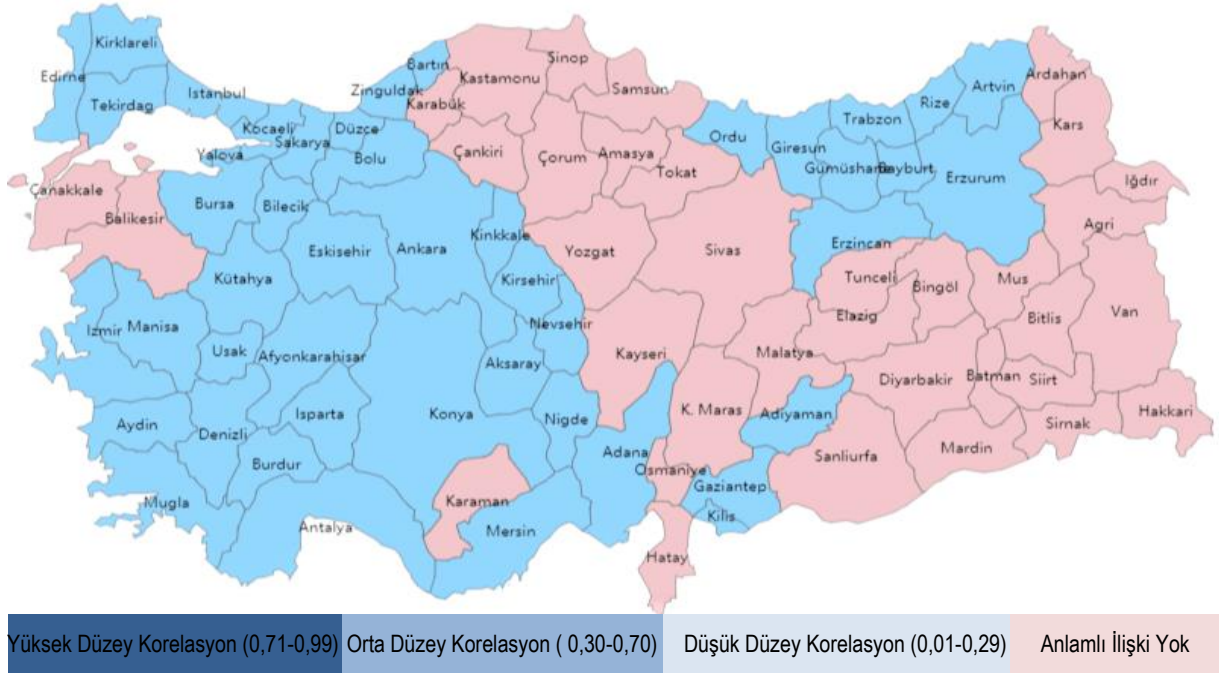 Kirklareli
Edirne
Tekirdag
Istanbul
Kocaeli
Yalova
Sakarya
Düzce
Bolu
Zinguldak
Bartın
Karabük
Kastamonu
Sinop
Samsun
Çankiri
Çorum
Amasya
Tokat
Ordu
Giresun
Trabzon
Rize
Artvin
Ardahan
Kars
Gümüshane
Bayburt
Erzurum
Iğdır
Agri
Çanakkale
Balikesir
Bursa
Bilecik
Eskisehir
Ankara
Kinkkale
Kirsehir
Yozgat
Sivas
Erzincan
Tunceli
Bingöl
Mus
Bitlis
Van
Kütahya
Izmir
Manisa
Usak
Afyonkarahisar
Nevsehir
Aksaray
Kayseri
Malatya
Elazig
Diyarbakir
Batman
Siirt
Sirnak
Hakkari
Aydin
Denizli
Isparta
Konya
Nigde
K. Maras
Adiyaman
Sanliurfa
Mardin
Burdur
Mugla
Antalya
Karaman
Mersin
Adana
Osmaniye
Gaziantep
Kilis
Hatay
Yüksek Düzey Korelasyon (0,71-0,99)
Orta Düzey Korelasyon ( 0,30-0,70)
Düşük Düzey Korelasyon (0,01-0,29)
Anlamlı İlişki Yok